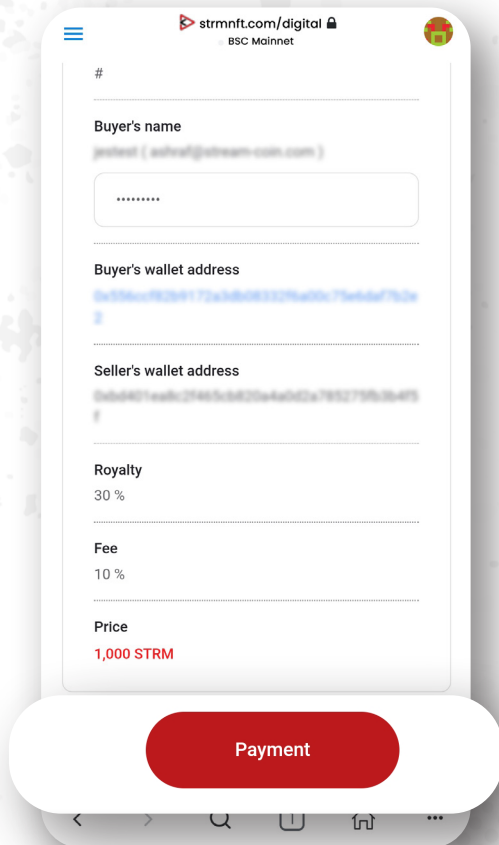 strmnft.com/digital
BSC Mainnet
#
Buyer's name
•••••••••
Buyer's wallet address
Seller's wallet address
Royalty
30 %
Fee
10 %
Price
1,000 STRM
Payment
1